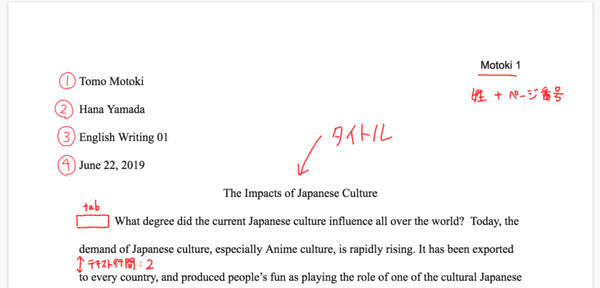 Motoki 1
姓 + ページ番号
① Tomo Motoki
② Hana Yamada
③ English Writing 01
④ June 22, 2019
タイトル
The Impacts of Japanese Culture
tab
What degree did the current Japanese culture influence all over the world? Today, the
demand of Japanese culture, especially Anime culture, is rapidly rising. It has been exported
テキスト行間：2
to every country, and produced people's fun as playing the role of one of the cultural Japanese